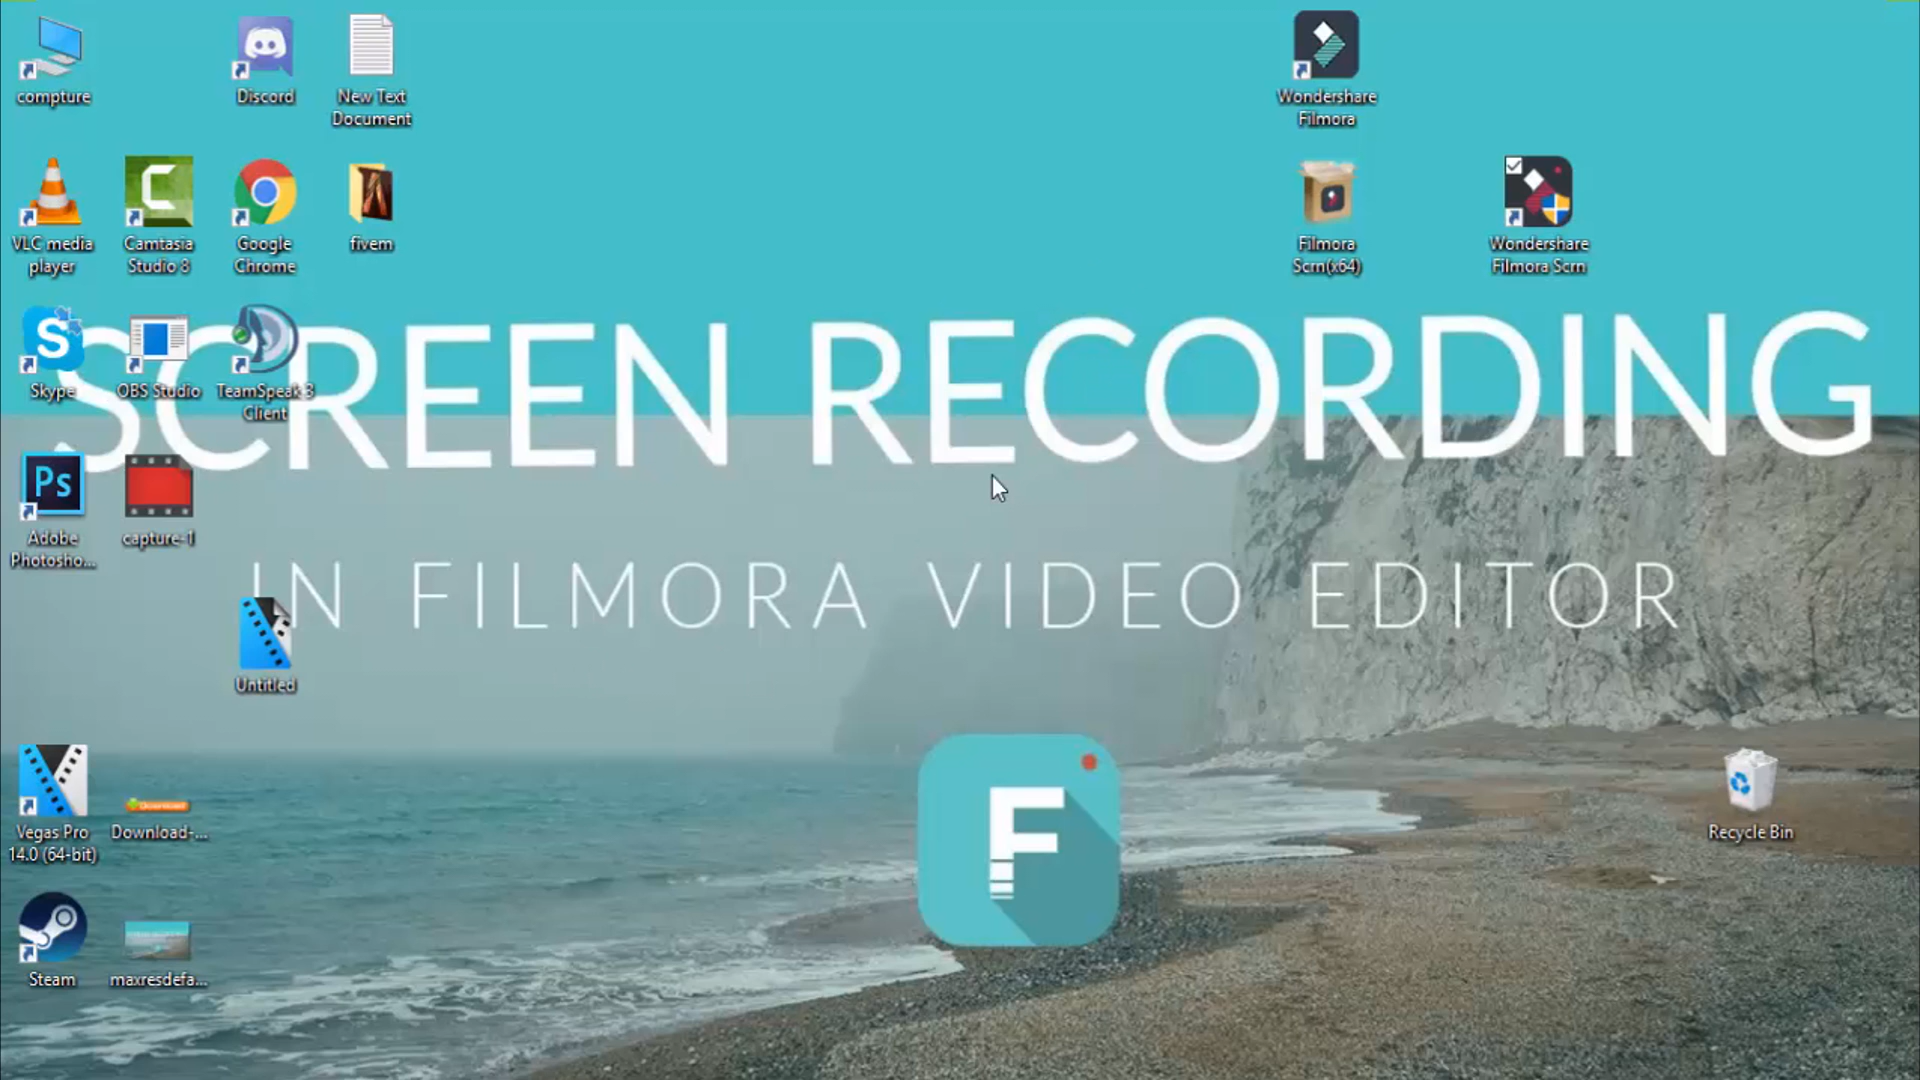 compture
Discord
New Text
Document
Wondershare
Filmora
VLC media
player
Camtasia
Studio 8
Google
Chrome
fivem
Filmora
Scrn(x64)
Wondershare
Filmora Scrn
SCREEN RECORDING
Skype
OBS Studio
TeamSpeak 3
Client
Ps
Adobe
Photosho...
capture-1
IN FILMORA VIDEO EDITOR
Untitled
F
Vegas Pro
14.0 (64-bit)
Download
Download-...
Recycle Bin
Steam
maxresdefa...